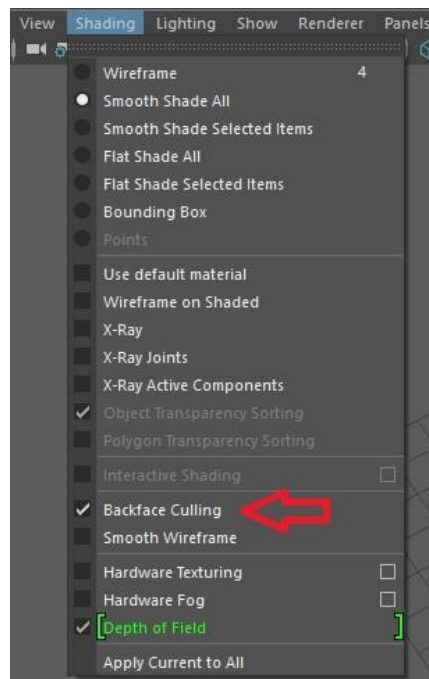 View Shading Lighting Show Renderer Panels
Wireframe 4
Smooth Shade All
Smooth Shade Selected Items
Flat Shade All
Flat Shade Selected Items
Bounding Box
Points
Use default material
Wireframe on Shaded
X-Ray
X-Ray Joints
X-Ray Active Components
Object Transparency Sorting
Polygon Transparency Sorting
Interactive Shading
Backface Culling
Smooth Wireframe
Hardware Texturing
Hardware Fog
Depth of Field
Apply Current to All